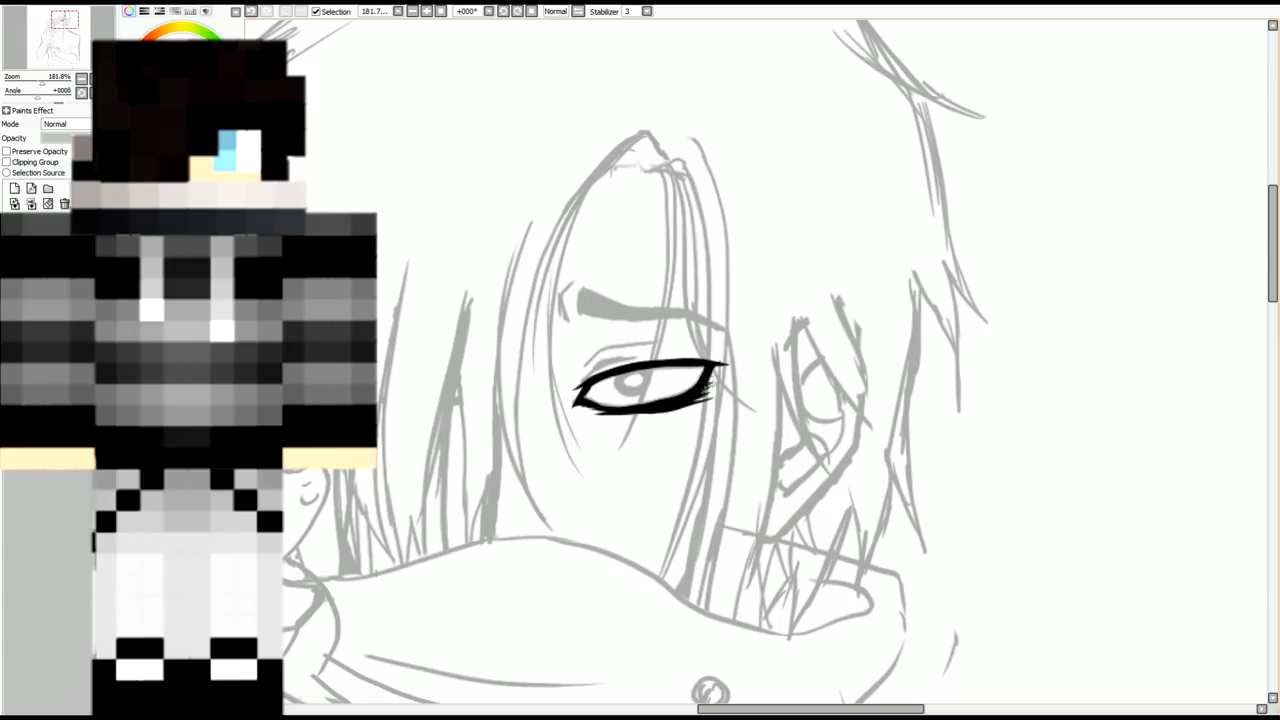 Selection 181.7... +000° Normal Stabilizer 3
Zoom 181.8%
Angle +000
Paints Effect
Mode Normal
Opacity
Preserve Opacity
Clipping Group
Selection Source